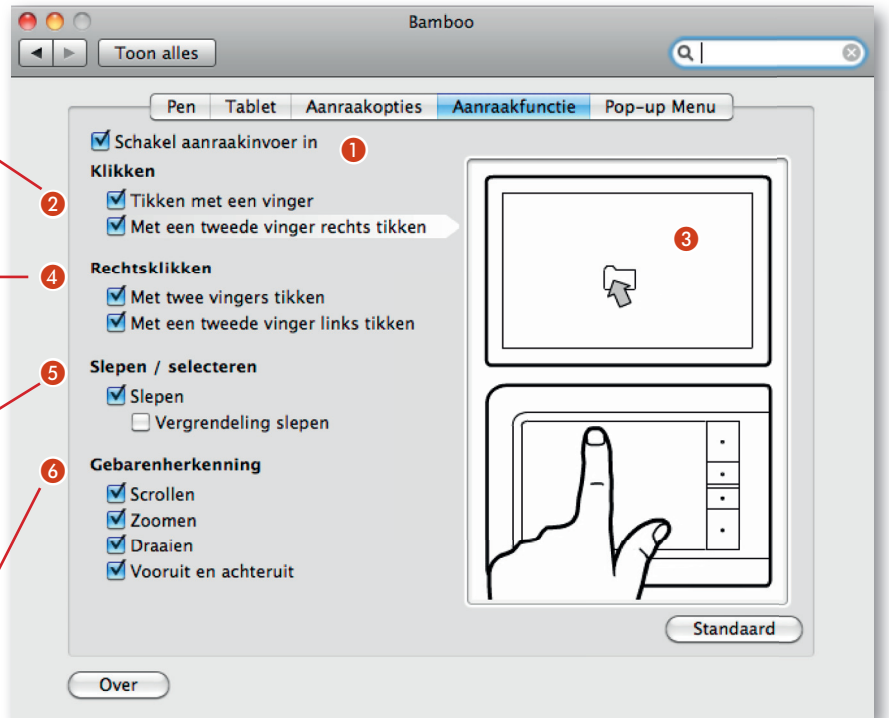 Bamboo
Toon alles
Pen Tablet Aanraakopties Aanraakfunctie Pop-up Menu
Schakel aanraakinvoer in
1
Klikken
2
Tikken met een vinger
Met een tweede vinger rechts tikken
3
4
Rechtsklikken
Met twee vingers tikken
Met een tweede vinger links tikken
5
Slepen / selecteren
Slepen
Vergrendeling slepen
6
Gebarenherkenning
Scrollen
Zoomen
Draaien
Vooruit en achteruit
Standaard
Over